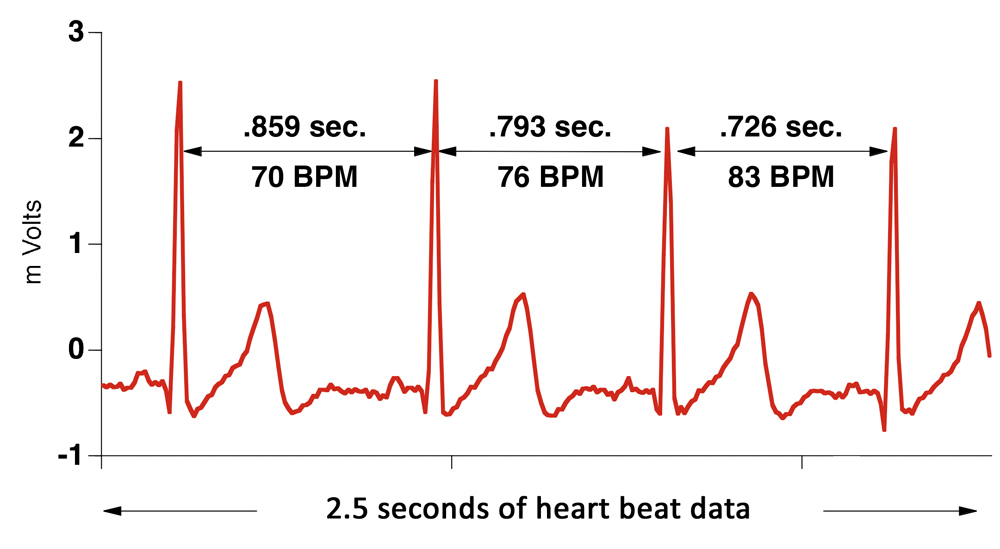 3
.859 sec.
.793 sec.
.726 sec.
2
70 BPM
76 BPM
83 BPM
m Volts
1
0
-1
2.5 seconds of heart beat data